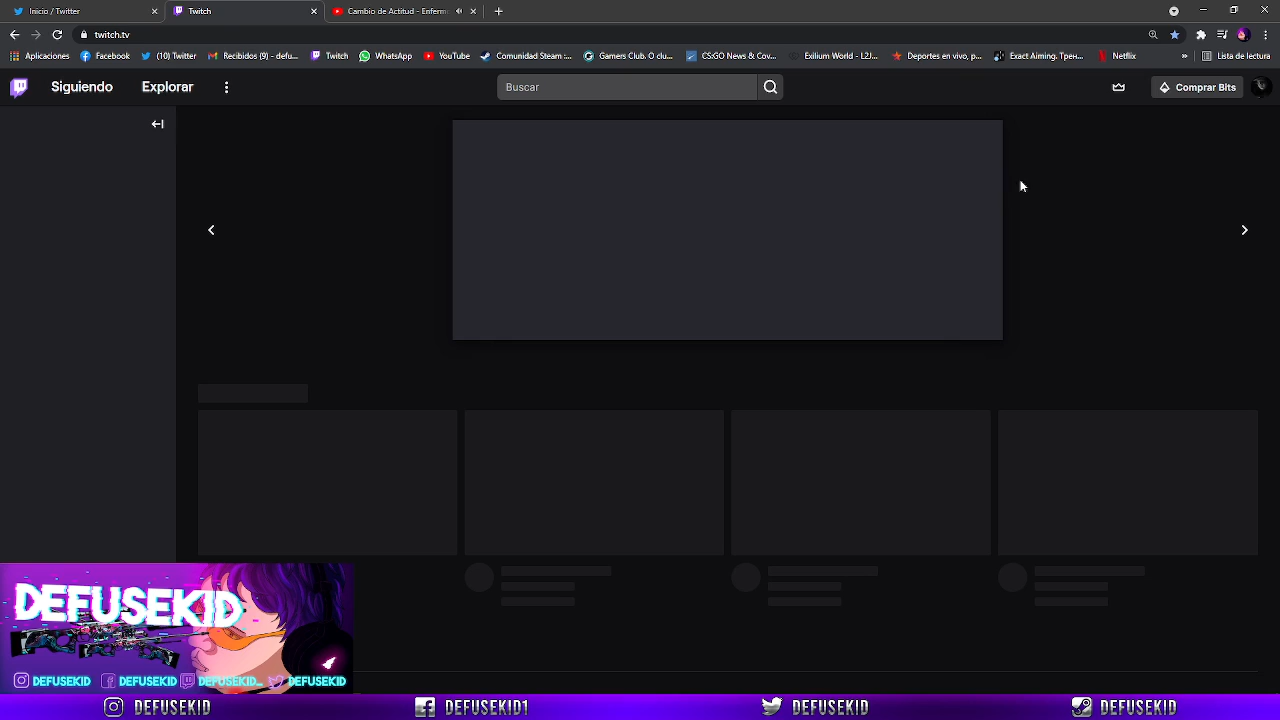 Inicio / Twitter
Twitch
Cambio de Actitud - Enferm
twitch.tv
Aplicaciones
Facebook
(10) Twitter
Recibidos (9) - defu...
Twitch
WhatsApp
YouTube
Comunidad Steam :...
Gamers Club. O clu...
CS:GO News & Cov...
Exilium World - L2J...
Deportes en vivo, p...
Exact Aiming. Трен...
Netflix
»
Lista de lectura
Siguiendo
Explorar
Buscar
Comprar Bits
DEFUSEKID
DEFUSEKID
DEFUSEKID
DEFUSEKID_
DEFUSEKID
DEFUSEKID
DEFUSEKID1
DEFUSEKID
DEFUSEKID